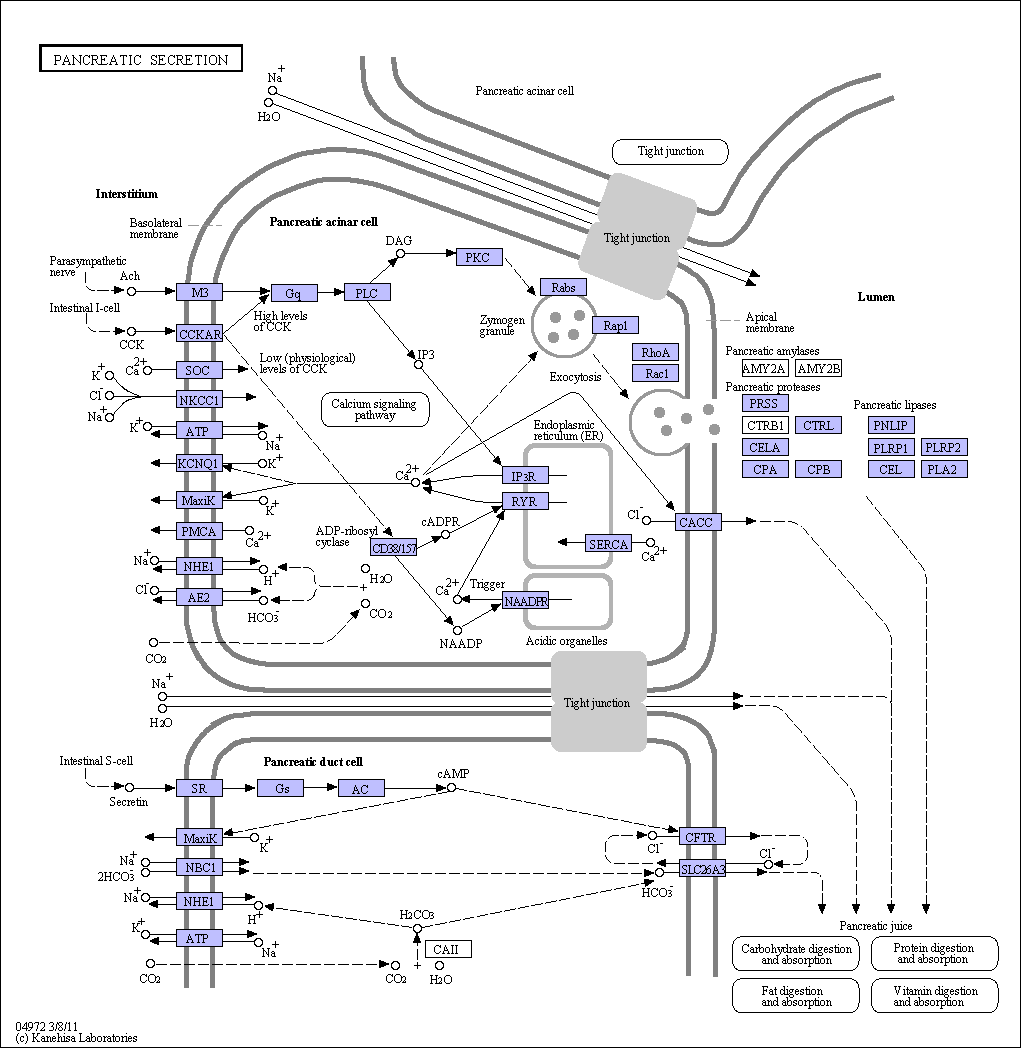 PANCREATIC SECRETION
Na+
H2O
Pancreatic acinar cell
Tight junction
Tight junction
Interstitium
Basolateral
membrane
Pancreatic acinar cell
Lumen
Parasympathetic
nerve
Ach
M3
Gq
PLC
DAG
PKC
Rabs
Zymogen
granule
Rap1
Apical
membrane
Intestinal I-cell
CCK
CCKAR
High levels
of CCK
IP3
RhoA
Rac1
Exocytosis
Low (physiological)
levels of CCK
Ca2+
SOC
K+
Cl-
Na+
NKCC1
Calcium signaling
pathway
Pancreatic amylases
AMY2A
AMY2B
Pancreatic proteases
PRSS
CTRB1
CTRL
CELA
CPA
CPB
Pancreatic lipases
PNLIP
PLRP1
PLRP2
CEL
PLA2
K+
ATP
Na+
KCNQ1
K+
Ca2+
Endoplasmic
reticulum (ER)
IP3R
RYR
MaxiK
K+
PMCA
Ca2+
ADP-ribosyl
cyclase
CD38/157
cADPR
Cl-
CACC
SERCA
Ca2+
Na+
NHE1
H+
H2O
Cl-
AE2
HCO3-
CO2
Ca2+
Trigger
NAADPR
NAADP
Acidic organelles
CO2
Na+
H2O
Tight junction
Intestinal S-cell
Secretin
Pancreatic duct cell
SR
Gs
AC
cAMP
MaxiK
K+
Na+
2HCO3-
NBC1
Cl-
CFTR
Cl-
SLC26A3
HCO3-
Na+
NHE1
H+
H2CO3
K+
ATP
Na+
CAII
CO2
CO2
H2O
Pancreatic juice
Carbohydrate digestion
and absorption
Protein digestion
and absorption
Fat digestion
and absorption
Vitamin digestion
and absorption
+
+
04972 3/8/11
(c) Kanehisa Laboratories